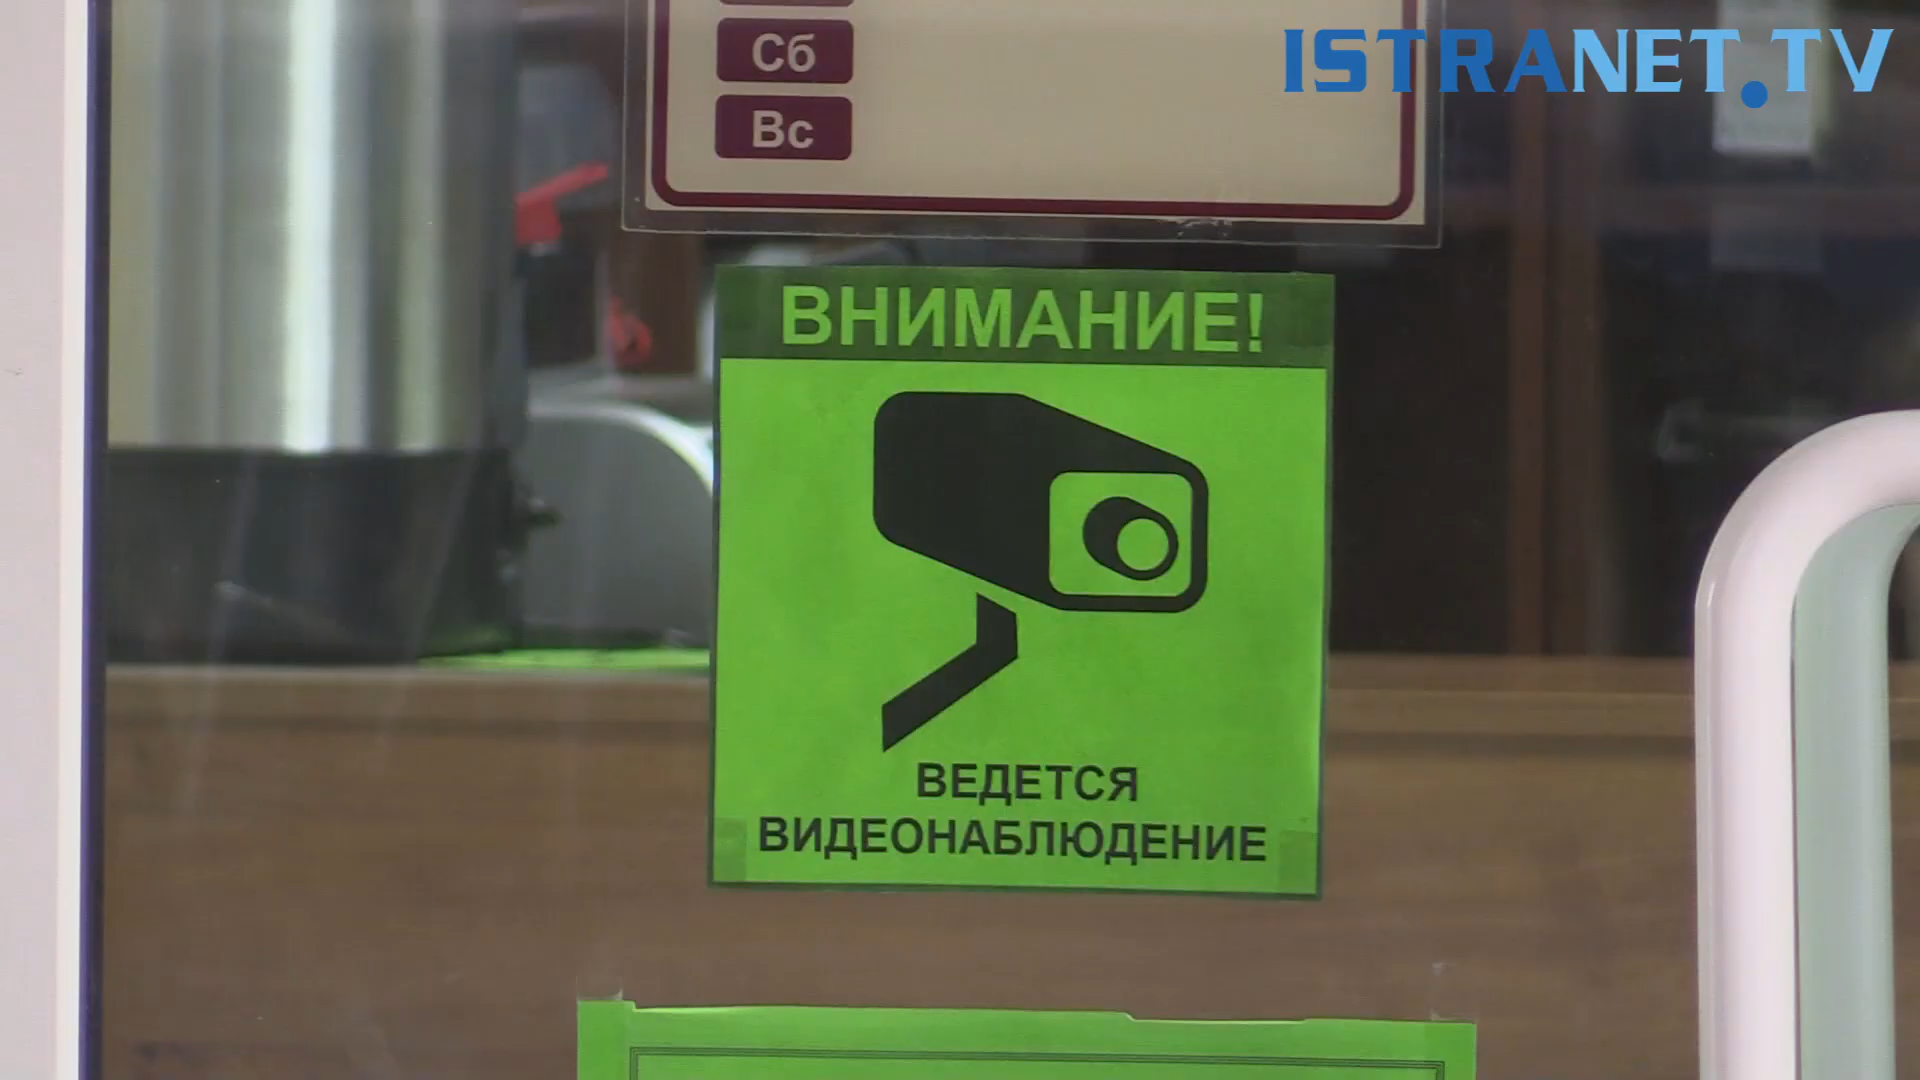 ISTRANET.TV
Сб
Вс
ВНИМАНИЕ!
ВЕДЕТСЯ
ВИДЕОНАБЛЮДЕНИЕ